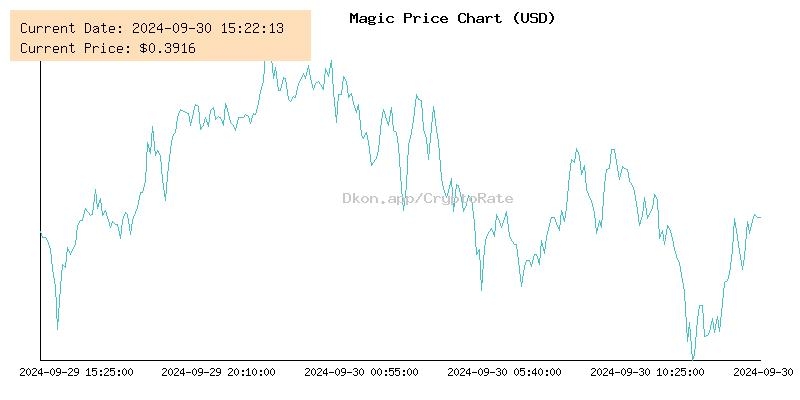 Magic Price Chart (USD)
Current Date: 2024-09-30 15:22:13
Current Price: $0.3916
Dkon.app/CryptoRate
2024-09-29 15:25:00 2024-09-29 20:10:00 2024-09-30 00:55:00 2024-09-30 05:40:00 2024-09-30 10:25:00 2024-09-30